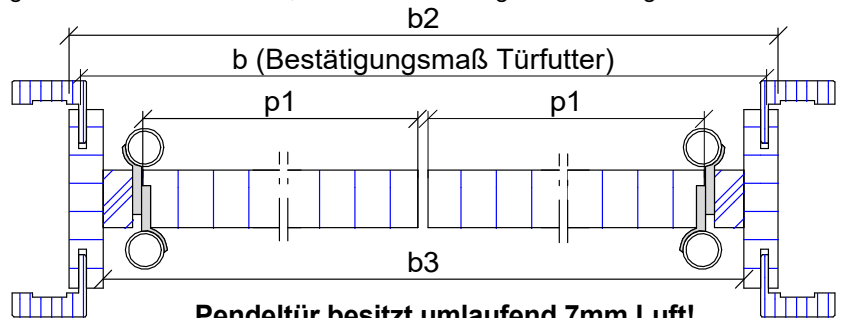 b2
b (Bestätigungsmaß Türfutter)
p1 p1
b3
Pendeltür besitzt umlaufend 7mm Luft!